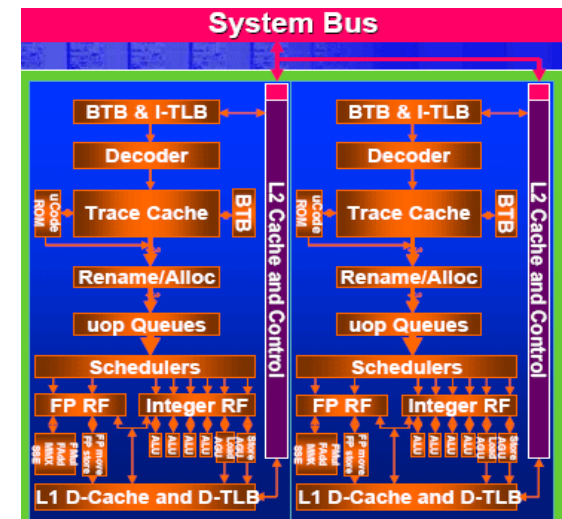 System Bus
BTB & I-TLB
Decoder
uCode
ROM
Trace Cache
BTB
Rename/Alloc
uop Queues
Schedulers
FP RF
Integer RF
FMul
FAdd
MMX
SSE
FP move
FP store
ALU
ALU
ALU
ALU
Load
AGU
Store
AGU
L1 D-Cache and D-TLB
L2 Cache and Control
BTB & I-TLB
Decoder
uCode
ROM
Trace Cache
BTB
Rename/Alloc
uop Queues
Schedulers
FP RF
Integer RF
FMul
FAdd
MMX
SSE
FP move
FP store
ALU
ALU
ALU
ALU
Load
AGU
Store
AGU
L1 D-Cache and D-TLB
L2 Cache and Control